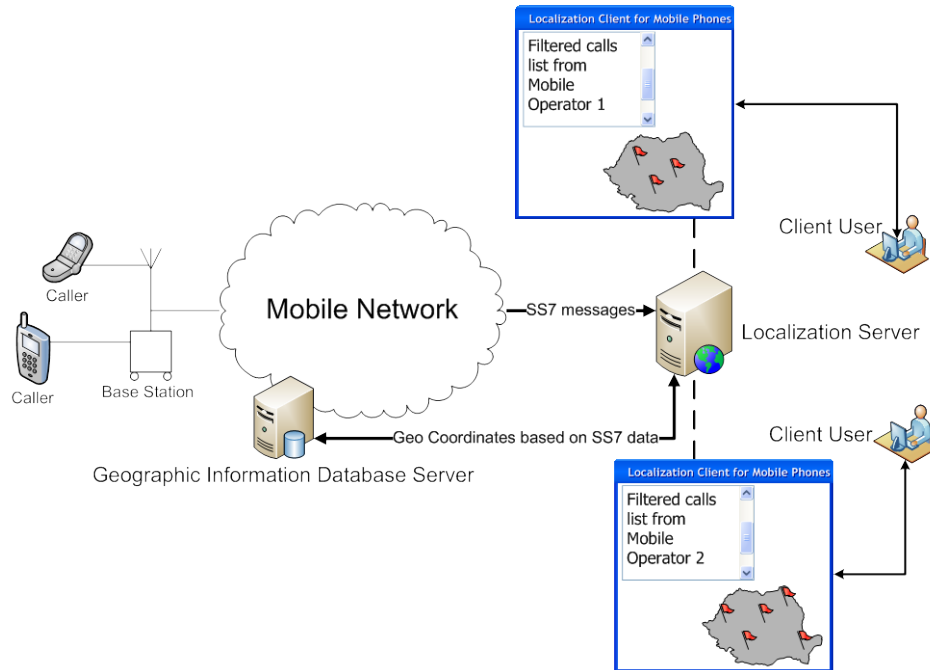 Localization Client for Mobile Phones
Filtered calls
list from
Mobile
Operator 1
Client User
Caller
Mobile Network
SS7 messages
Localization Server
Caller
Base Station
Geo Coordinates based on SS7 data
Client User
Geographic Information Database Server
Localization Client for Mobile Phones
Filtered calls
list from
Mobile
Operator 2